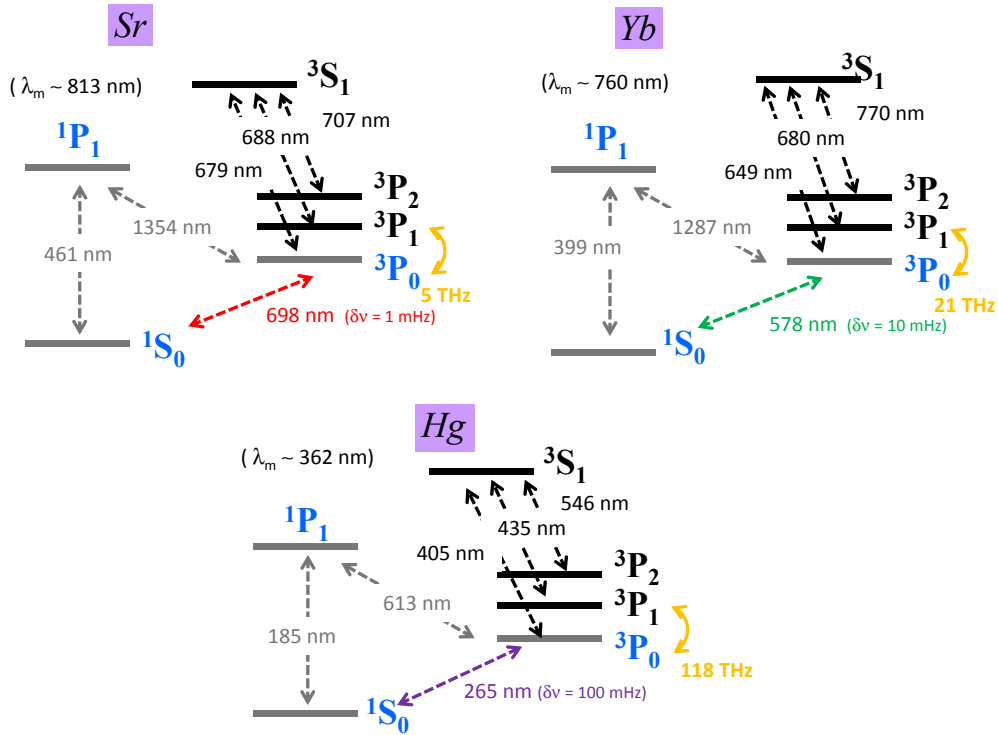 Sr
( λₘ ~ 813 nm)
³S₁
707 nm
688 nm
679 nm
¹P₁
³P₂
³P₁
³P₀
1354 nm
461 nm
5 THz
698 nm (δν = 1 mHz)
¹S₀
Yb
(λₘ ~ 760 nm)
³S₁
770 nm
680 nm
649 nm
¹P₁
³P₂
³P₁
³P₀
1287 nm
399 nm
21 THz
578 nm (δν = 10 mHz)
¹S₀
Hg
( λₘ ~ 362 nm)
³S₁
546 nm
435 nm
405 nm
¹P₁
³P₂
³P₁
³P₀
613 nm
185 nm
118 THz
265 nm (δν = 100 mHz)
¹S₀